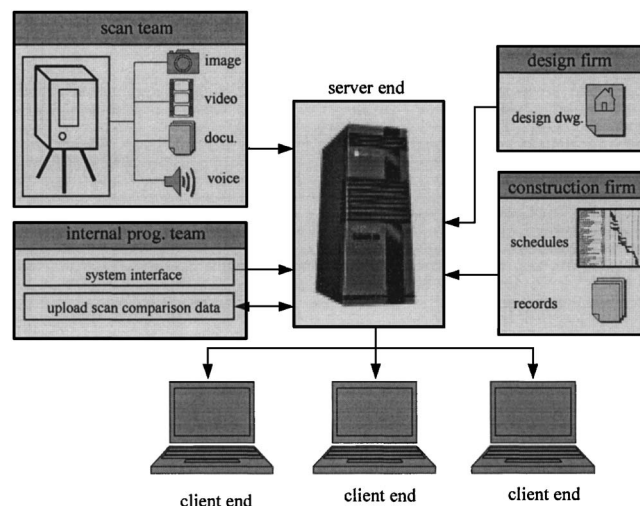 scan team
image
video
docu.
voice
internal prog. team
system interface
upload scan comparison data
server end
design firm
design dwg.
construction firm
schedules
records
client end
client end
client end